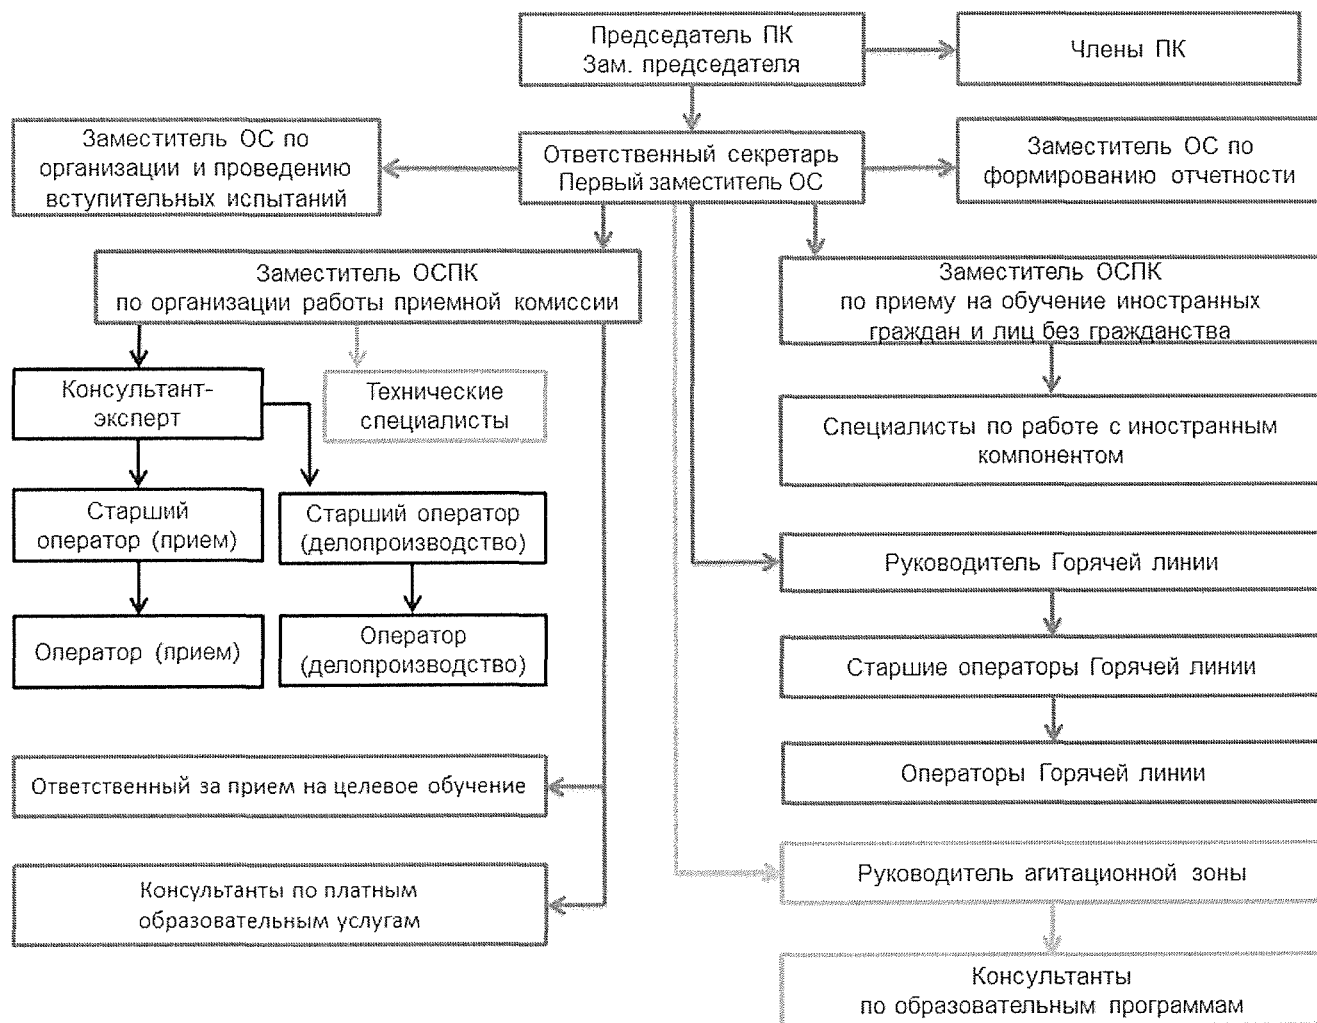 Председатель ПК
Зам. председателя
Члены ПК
Заместитель ОС по
организации и проведению
вступительных испытаний
Ответственный секретарь
Первый заместитель ОС
Заместитель ОС по
формированию отчетности
Заместитель ОСПК
по организации работы приемной комиссии
Заместитель ОСПК
по приему на обучение иностранных
граждан и лиц без гражданства
Консультант-
эксперт
Технические
специалисты
Специалисты по работе с иностранным
компонентом
Старший
оператор (прием)
Старший оператор
(делопроизводство)
Руководитель Горячей линии
Оператор (прием)
Оператор
(делопроизводство)
Старшие операторы Горячей линии
Ответственный за прием на целевое обучение
Операторы Горячей линии
Консультанты по платным
образовательным услугам
Руководитель агитационной зоны
Консультанты
по образовательным программам